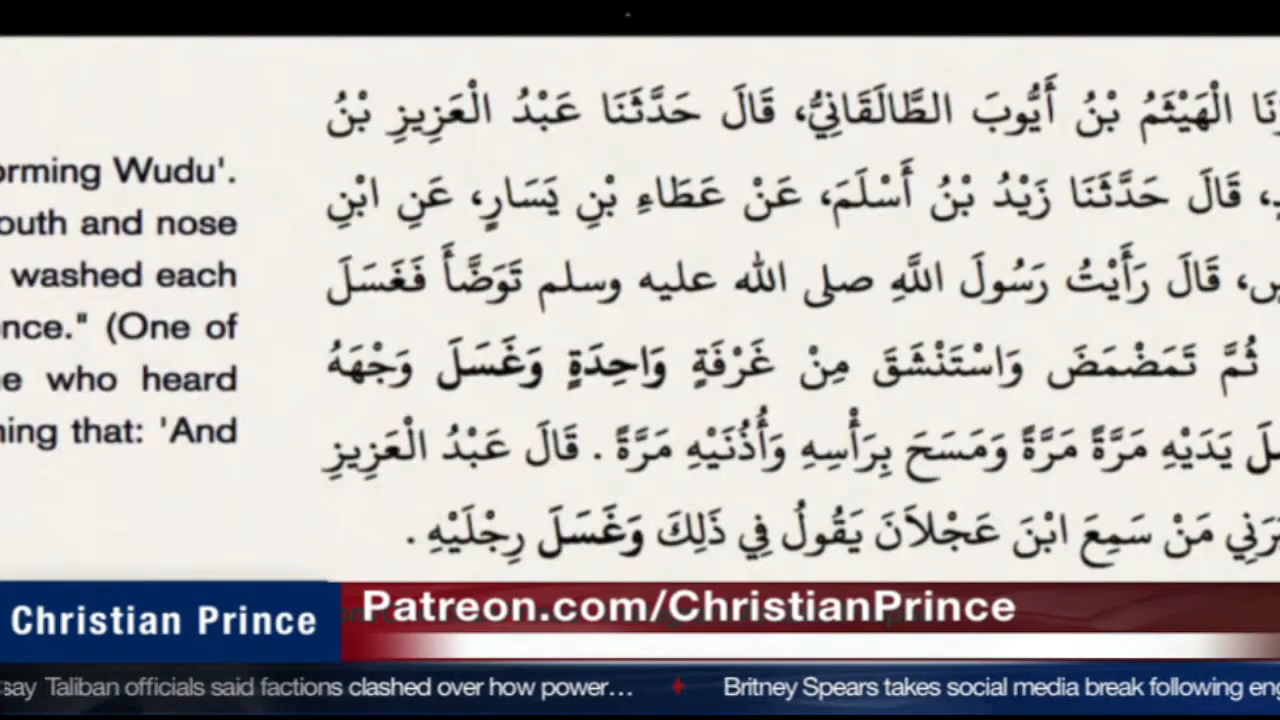 orming Wudu'.
outh and nose
washed each
nce." (One of
e who heard
ning that: 'And
نَا الْهَيْثَمُ بْنُ أَيُّوبَ الطَّالَقَانِيُّ، قَالَ حَدَّثَنَا عَبْدُ الْعَزِيزِ بْنُ
، قَالَ حَدَّثَنَا زَيْدُ بْنُ أَسْلَمَ، عَنْ عَطَاءِ بْنِ يَسَارٍ، عَنِ ابْنِ
، قَالَ رَأَيْتُ رَسُولَ اللَّهِ صلى الله عليه وسلم تَوَضَّأَ فَغَسَلَ
ثُمَّ تَمَضْمَضَ وَاسْتَنْشَقَ مِنْ غَرْفَةٍ وَاحِدَةٍ وَغَسَلَ وَجْهَهُ
لَ يَدَيْهِ مَرَّةً مَرَّةً وَمَسَحَ بِرَأْسِهِ وَأُذُنَيْهِ مَرَّةً . قَالَ عَبْدُ الْعَزِيزِ
بَرَنِي مَنْ سَمِعَ ابْنَ عَجْلاَنَ يَقُولُ فِي ذَلِكَ وَغَسَلَ رِجْلَيْهِ .
Christian Prince
Patreon.com/ChristianPrince
say Taliban officials said factions clashed over how power… Britney Spears takes social media break following eng